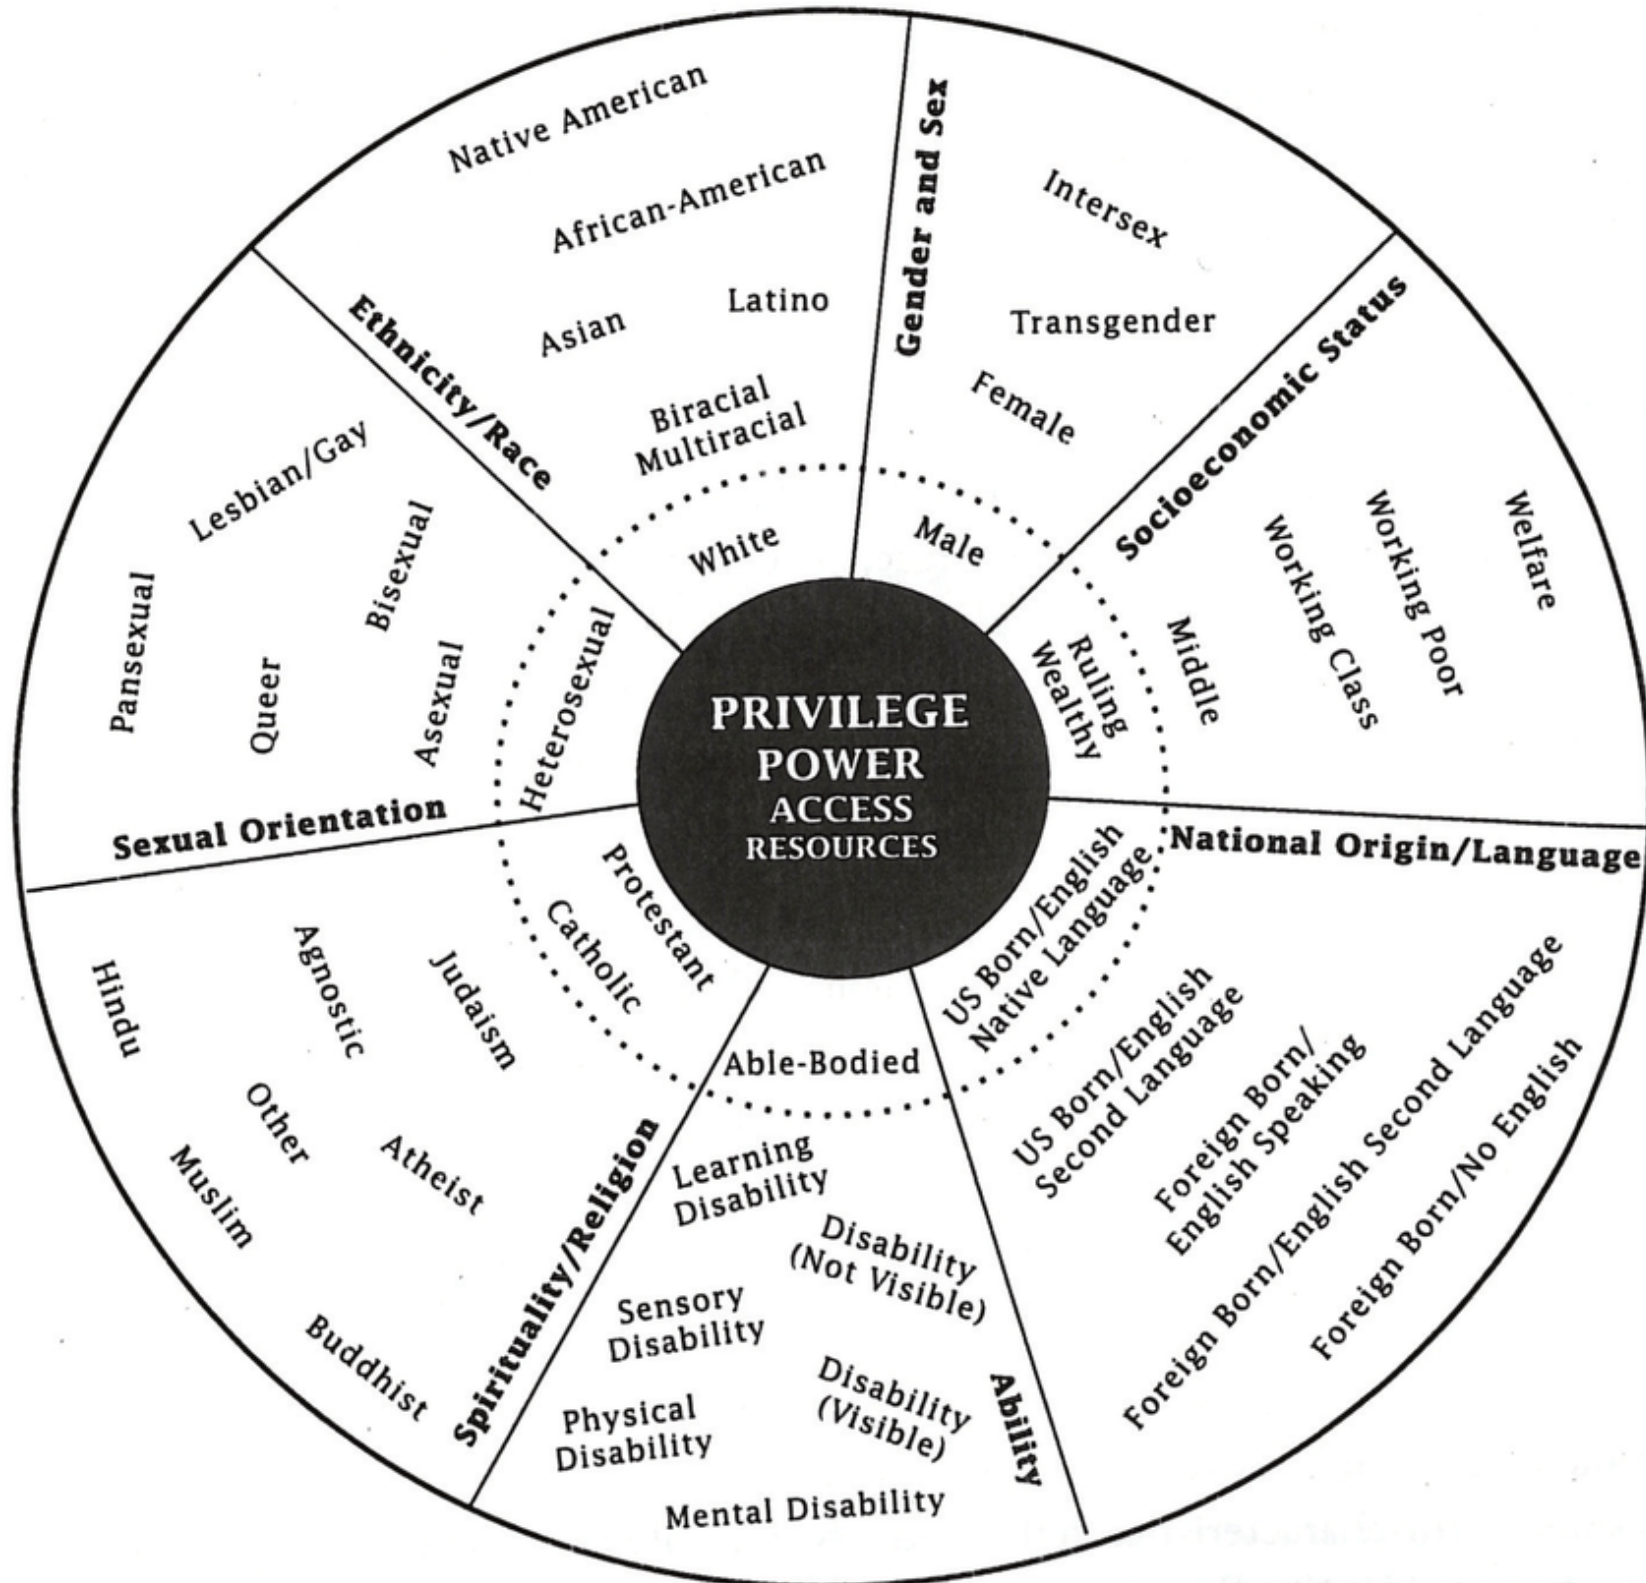 PRIVILEGE
POWER
ACCESS
RESOURCES
Ethnicity/Race
Native American
African-American
Asian
Latino
Biracial
Multiracial
White
Gender and Sex
Intersex
Transgender
Female
Male
Socioeconomic Status
Welfare
Working Poor
Working Class
Middle
Ruling
Wealthy
National Origin/Language
US Born/English
Native Language
US Born/English
Second Language
Foreign Born/
English Speaking
Foreign Born/English Second Language
Foreign Born/No English
Ability
Able-Bodied
Learning
Disability
Disability
(Not Visible)
Sensory
Disability
Disability
(Visible)
Physical
Disability
Mental Disability
Spirituality/Religion
Protestant
Catholic
Judaism
Agnostic
Hindu
Atheist
Other
Muslim
Buddhist
Sexual Orientation
Heterosexual
Lesbian/Gay
Bisexual
Asexual
Queer
Pansexual